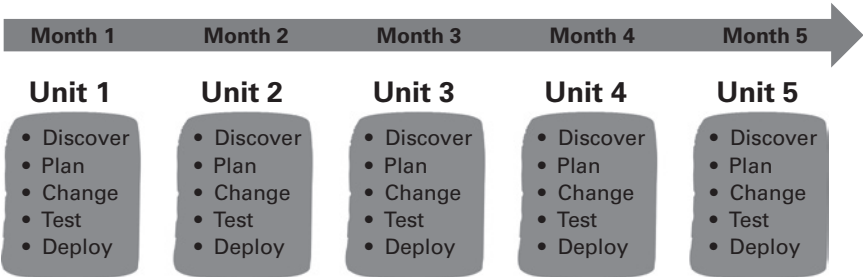 Month 1 Month 2 Month 3 Month 4 Month 5
Unit 1 Unit 2 Unit 3 Unit 4 Unit 5
• Discover • Discover • Discover • Discover • Discover
• Plan • Plan • Plan • Plan • Plan
• Change • Change • Change • Change • Change
• Test • Test • Test • Test • Test
• Deploy • Deploy • Deploy • Deploy • Deploy